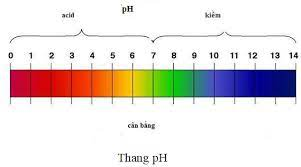 pH
acid kiềm
0 1 2 3 4 5 6 7 8 9 10 11 12 13 14
cân bằng
Thang pH